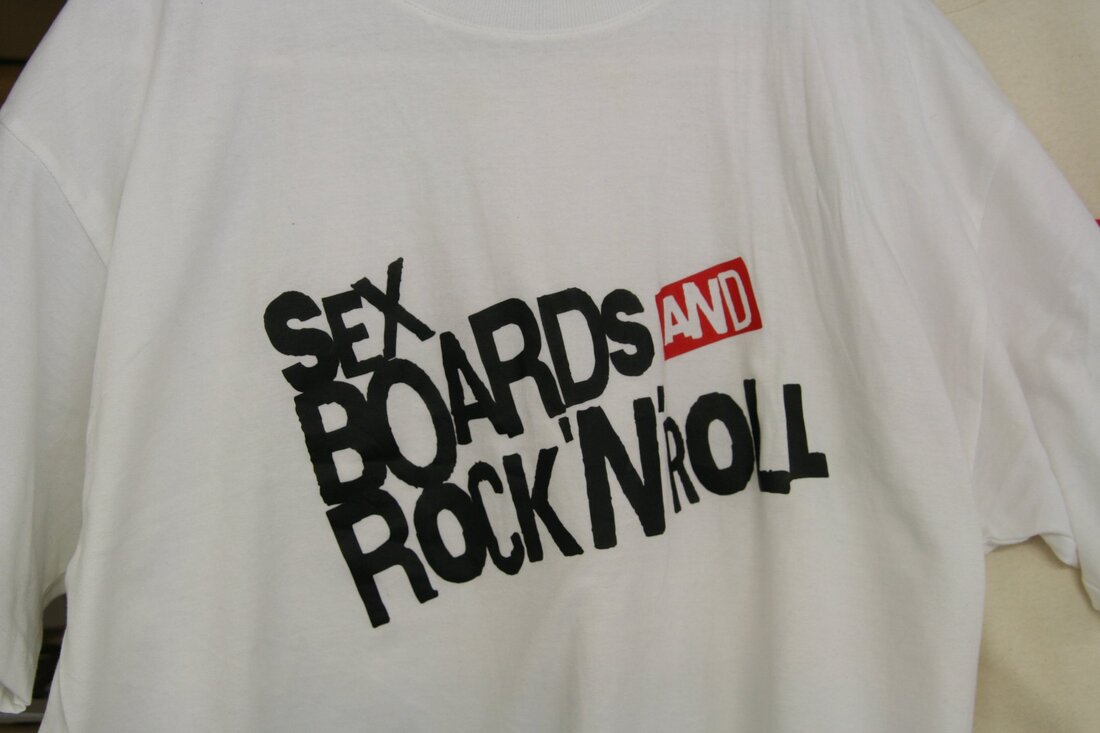 SEX
BOARDS AND
ROCK 'N' ROLL